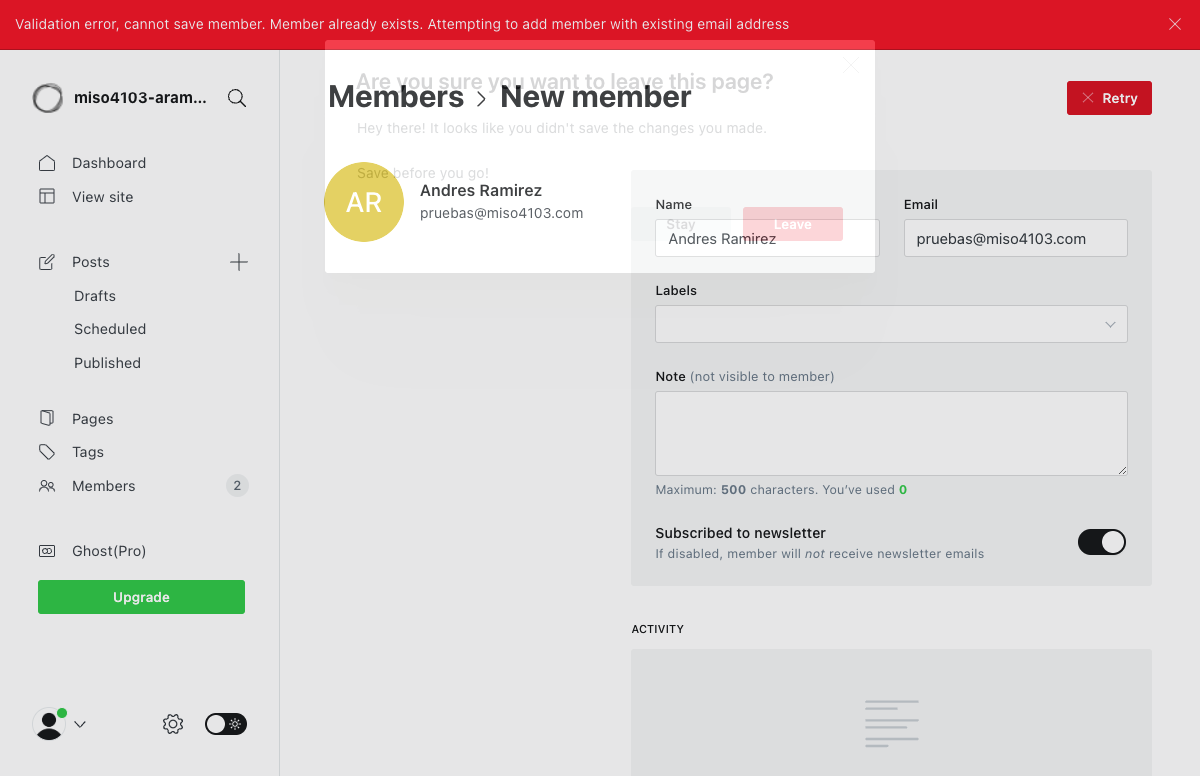 Validation error, cannot save member. Member already exists. Attempting to add member with existing email address
miso4103-aram...
Dashboard
View site
Posts
Drafts
Scheduled
Published
Pages
Tags
Members 2
Ghost(Pro)
Upgrade
Are you sure you want to leave this page?
Members > New member
Retry
Hey there! It looks like you didn't save the changes you made.
Save before you go!
AR
Andres Ramirez
pruebas@miso4103.com
Stay
Leave
Name
Andres Ramirez
Email
pruebas@miso4103.com
Labels
Note (not visible to member)
Maximum: 500 characters. You've used 0
Subscribed to newsletter
If disabled, member will not receive newsletter emails
ACTIVITY